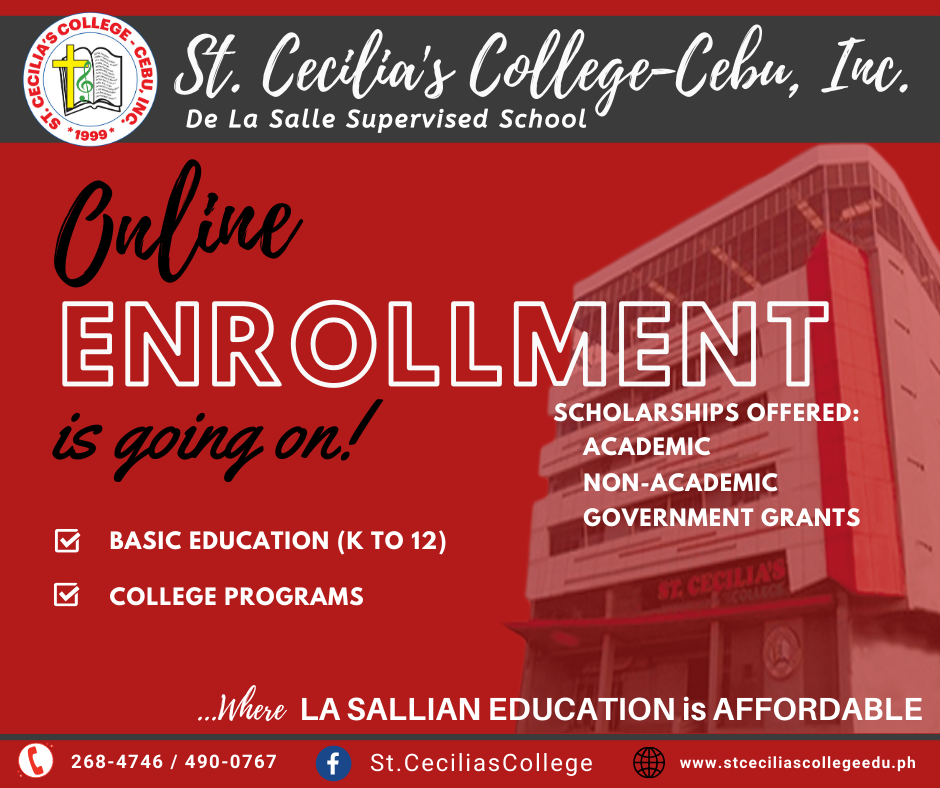 ST. CECILIA'S COLLEGE - CEBU, INC.
*1999*
St. Cecilia's College-Cebu, Inc.
De La Salle Supervised School
Online
ENROLLMENT
is going on!
SCHOLARSHIPS OFFERED:
ACADEMIC
NON-ACADEMIC
GOVERNMENT GRANTS
BASIC EDUCATION (K TO 12)
COLLEGE PROGRAMS
ST. CECILIA'S
COLLEGE
...Where LA SALLIAN EDUCATION is AFFORDABLE
268-4746 / 490-0767 St.CeciliasCollege www.stceciliascollegeedu.ph